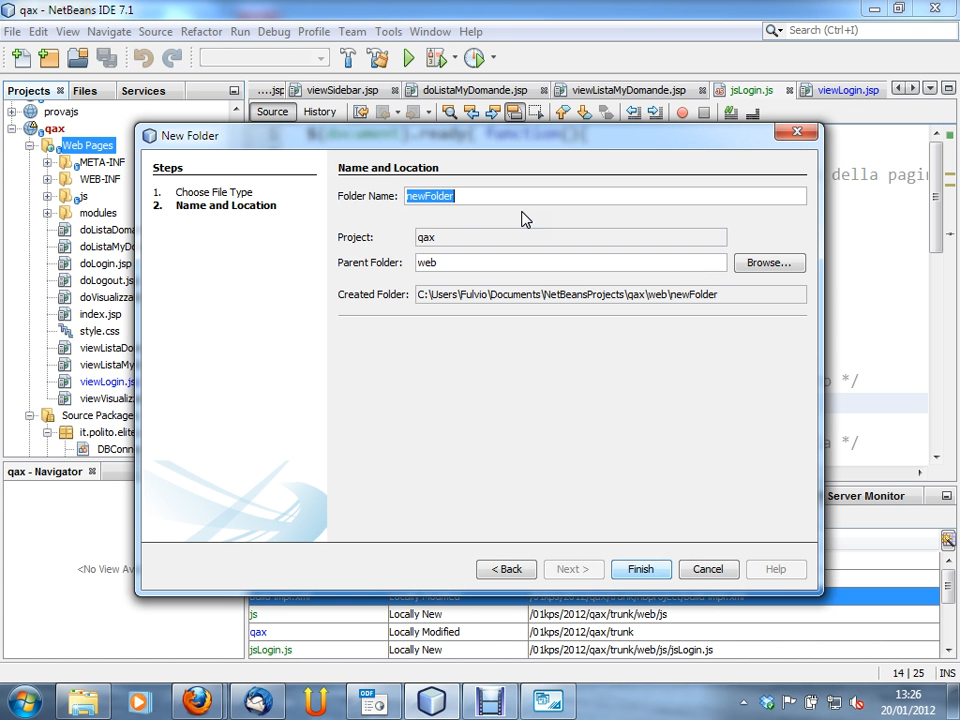 qax - NetBeans IDE 7.1
File Edit View Navigate Source Refactor Run Debug Profile Team Tools Window Help
Search (Ctrl+I)
Projects Files Services
....jsp viewSidebar.jsp doListaMyDomande.jsp viewListaMyDomande.jsp jsLogin.js viewLogin.jsp
Source History
provajs
qax
Web Pages
META-INF
WEB-INF
js
modules
doListaDoma
doListaMyDo
doLogin.jsp
doLogout.js
doVisualizza
index.jsp
style.css
viewListaDo
viewListaMy
viewLogin.js
viewVisualiz
Source Package
it.polito.elite
DBConn
qax - Navigator
<No View Av
$(document).ready( function(){
della pagin
o */
a */
New Folder
Steps
1. Choose File Type
2. Name and Location
Name and Location
Folder Name: newFolder
Project: qax
Parent Folder: web
Browse...
Created Folder: C:\Users\Fulvio\Documents\NetBeansProjects\qax\web\newFolder
< Back Next > Finish Cancel Help
Server Monitor
js Locally New /01kps/2012/qax/trunk/web/js
qax Locally Modified /01kps/2012/qax/trunk
jsLogin.js Locally New /01kps/2012/qax/trunk/web/js/jsLogin.js
14 | 25 INS
ODF
13:26
20/01/2012